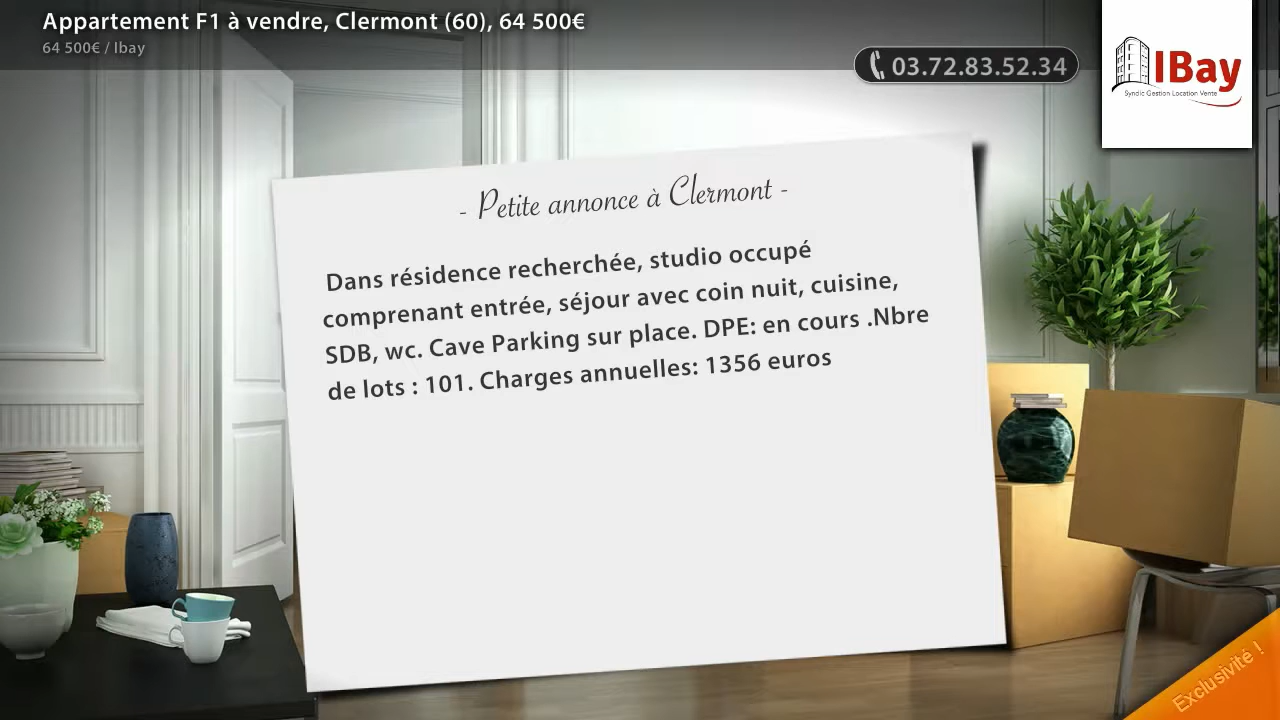 Appartement F1 à vendre, Clermont (60), 64 500€
64 500€ / Ibay
03.72.83.52.34
IBay
Syndic Gestion Location Vente
- Petite annonce à Clermont -
Dans résidence recherchée, studio occupé
comprenant entrée, séjour avec coin nuit, cuisine,
SDB, wc. Cave Parking sur place. DPE: en cours .Nbre
de lots : 101. Charges annuelles: 1356 euros
Exclusivité !